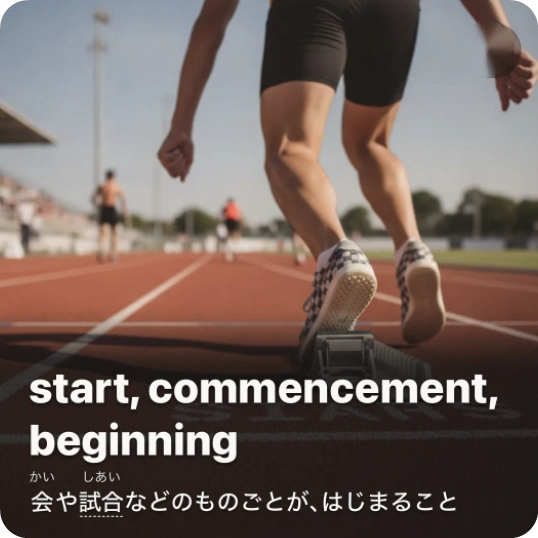 start, commencement,
beginning
かい しあい
会や試合などのものごとが、はじまること